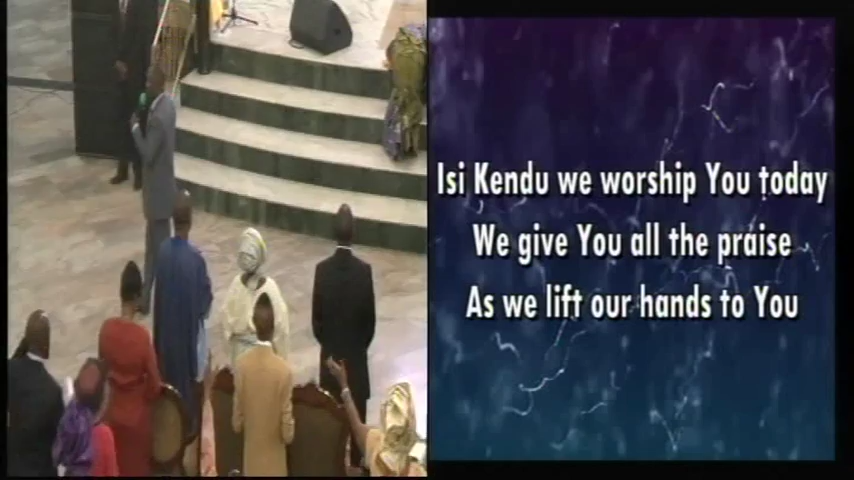 Isi Kendu we worship You today
We give You all the praise
As we lift our hands to You